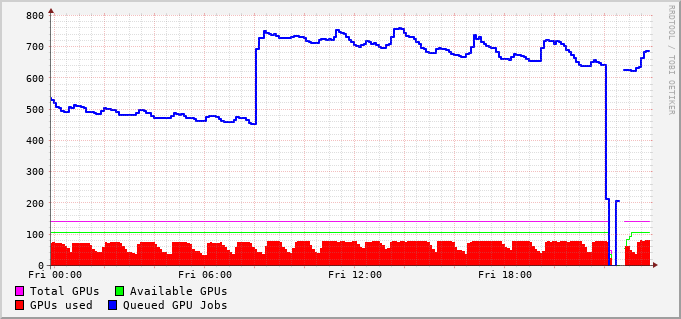 800
700
600
500
400
300
200
100
0
Fri 00:00 Fri 06:00 Fri 12:00 Fri 18:00
Total GPUs Available GPUs
GPUs used Queued GPU Jobs
RRDTOOL / TOBI OETIKER